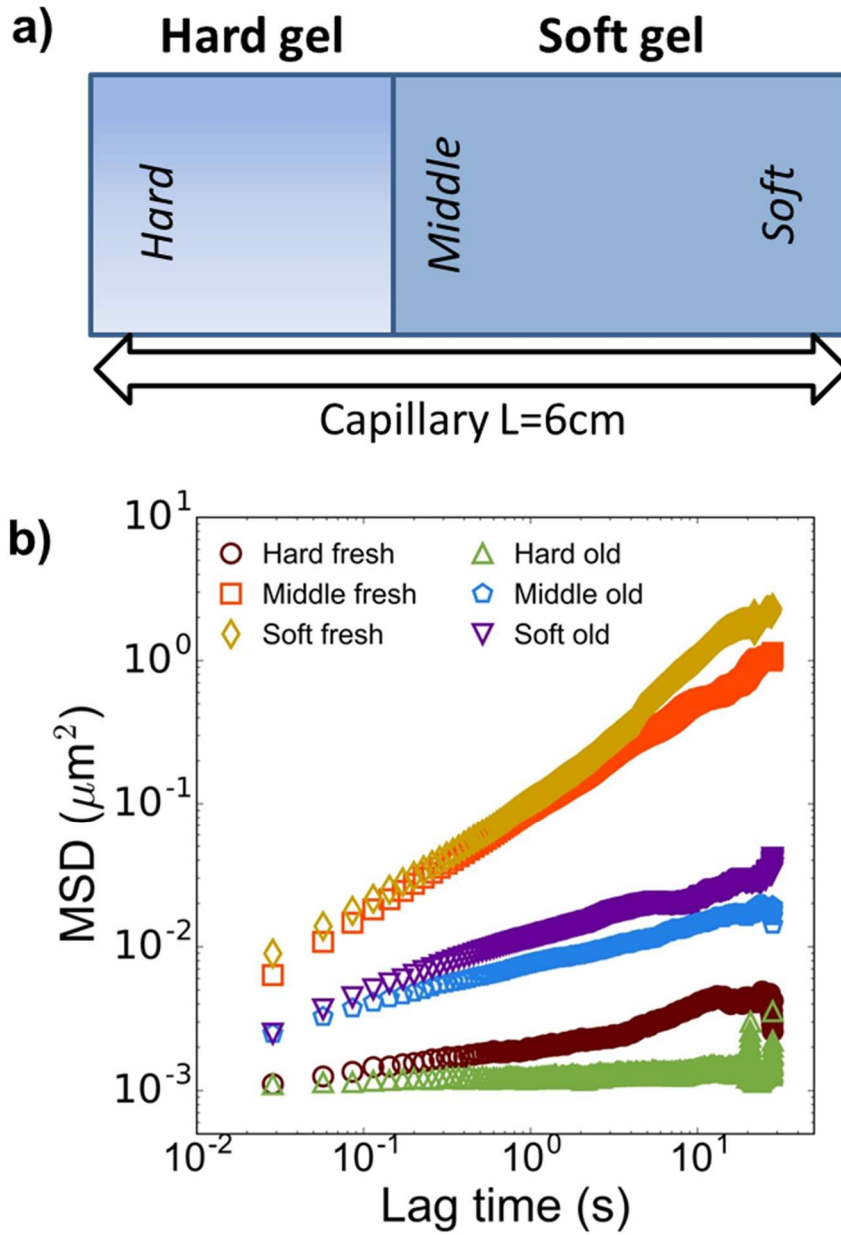 a)
Hard gel Soft gel
Hard
Middle
Soft
Capillary L=6cm
b)
10^1
10^0
10^-1
10^-2
10^-3
MSD (μm^2)
Hard fresh Hard old
Middle fresh Middle old
Soft fresh Soft old
10^-2 10^-1 10^0 10^1
Lag time (s)